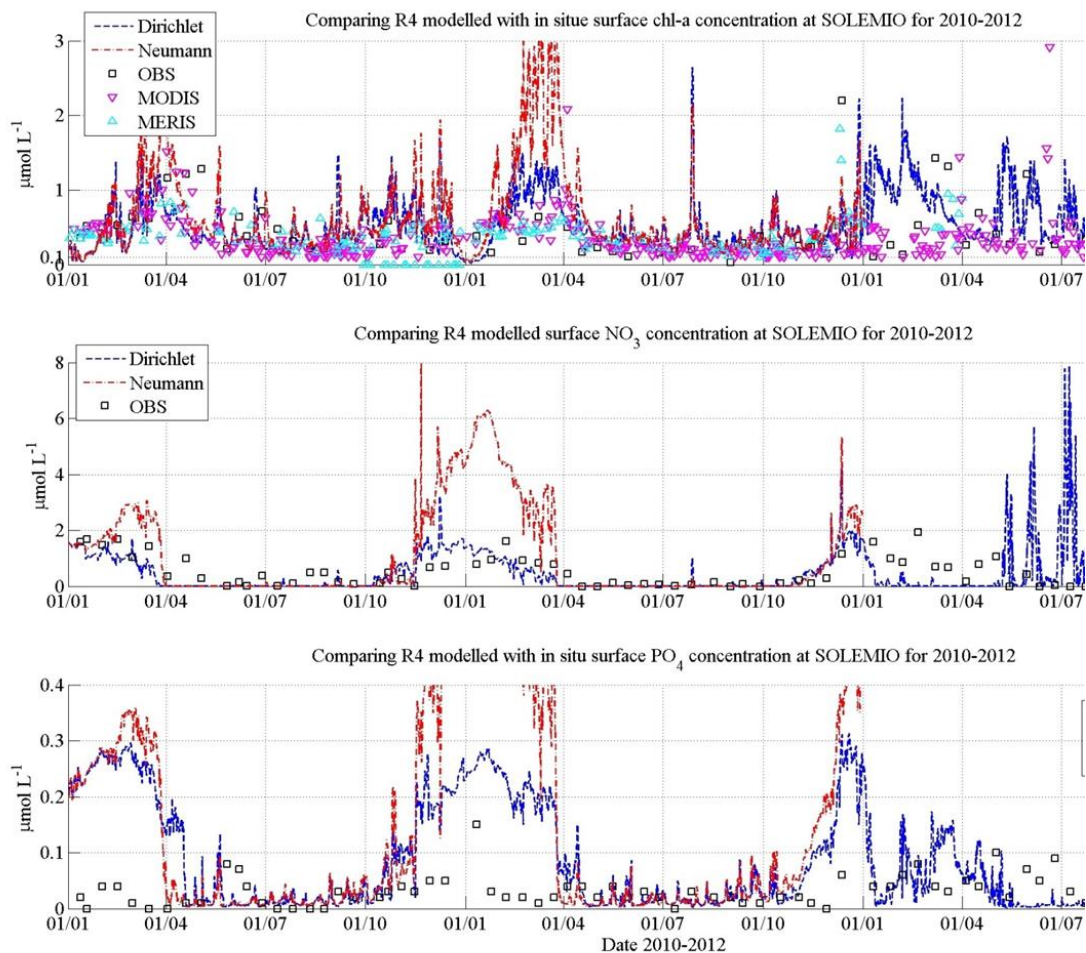 Comparing R4 modelled with in situe surface chl-a concentration at SOLEMIO for 2010-2012
Dirichlet
Neumann
OBS
MODIS
MERIS
µmol L⁻¹
3
2
1
0.1
0
01/01 01/04 01/07 01/10 01/01 01/04 01/07 01/10 01/01 01/04 01/07
Comparing R4 modelled surface NO₃ concentration at SOLEMIO for 2010-2012
Dirichlet
Neumann
OBS
µmol L⁻¹
8
6
4
2
0
01/01 01/04 01/07 01/10 01/01 01/04 01/07 01/10 01/01 01/04 01/07
Comparing R4 modelled with in situ surface PO₄ concentration at SOLEMIO for 2010-2012
µmol L⁻¹
0.4
0.3
0.2
0.1
0
01/01 01/04 01/07 01/10 01/01 01/04 01/07 01/10 01/01 01/04 01/07
Date 2010-2012